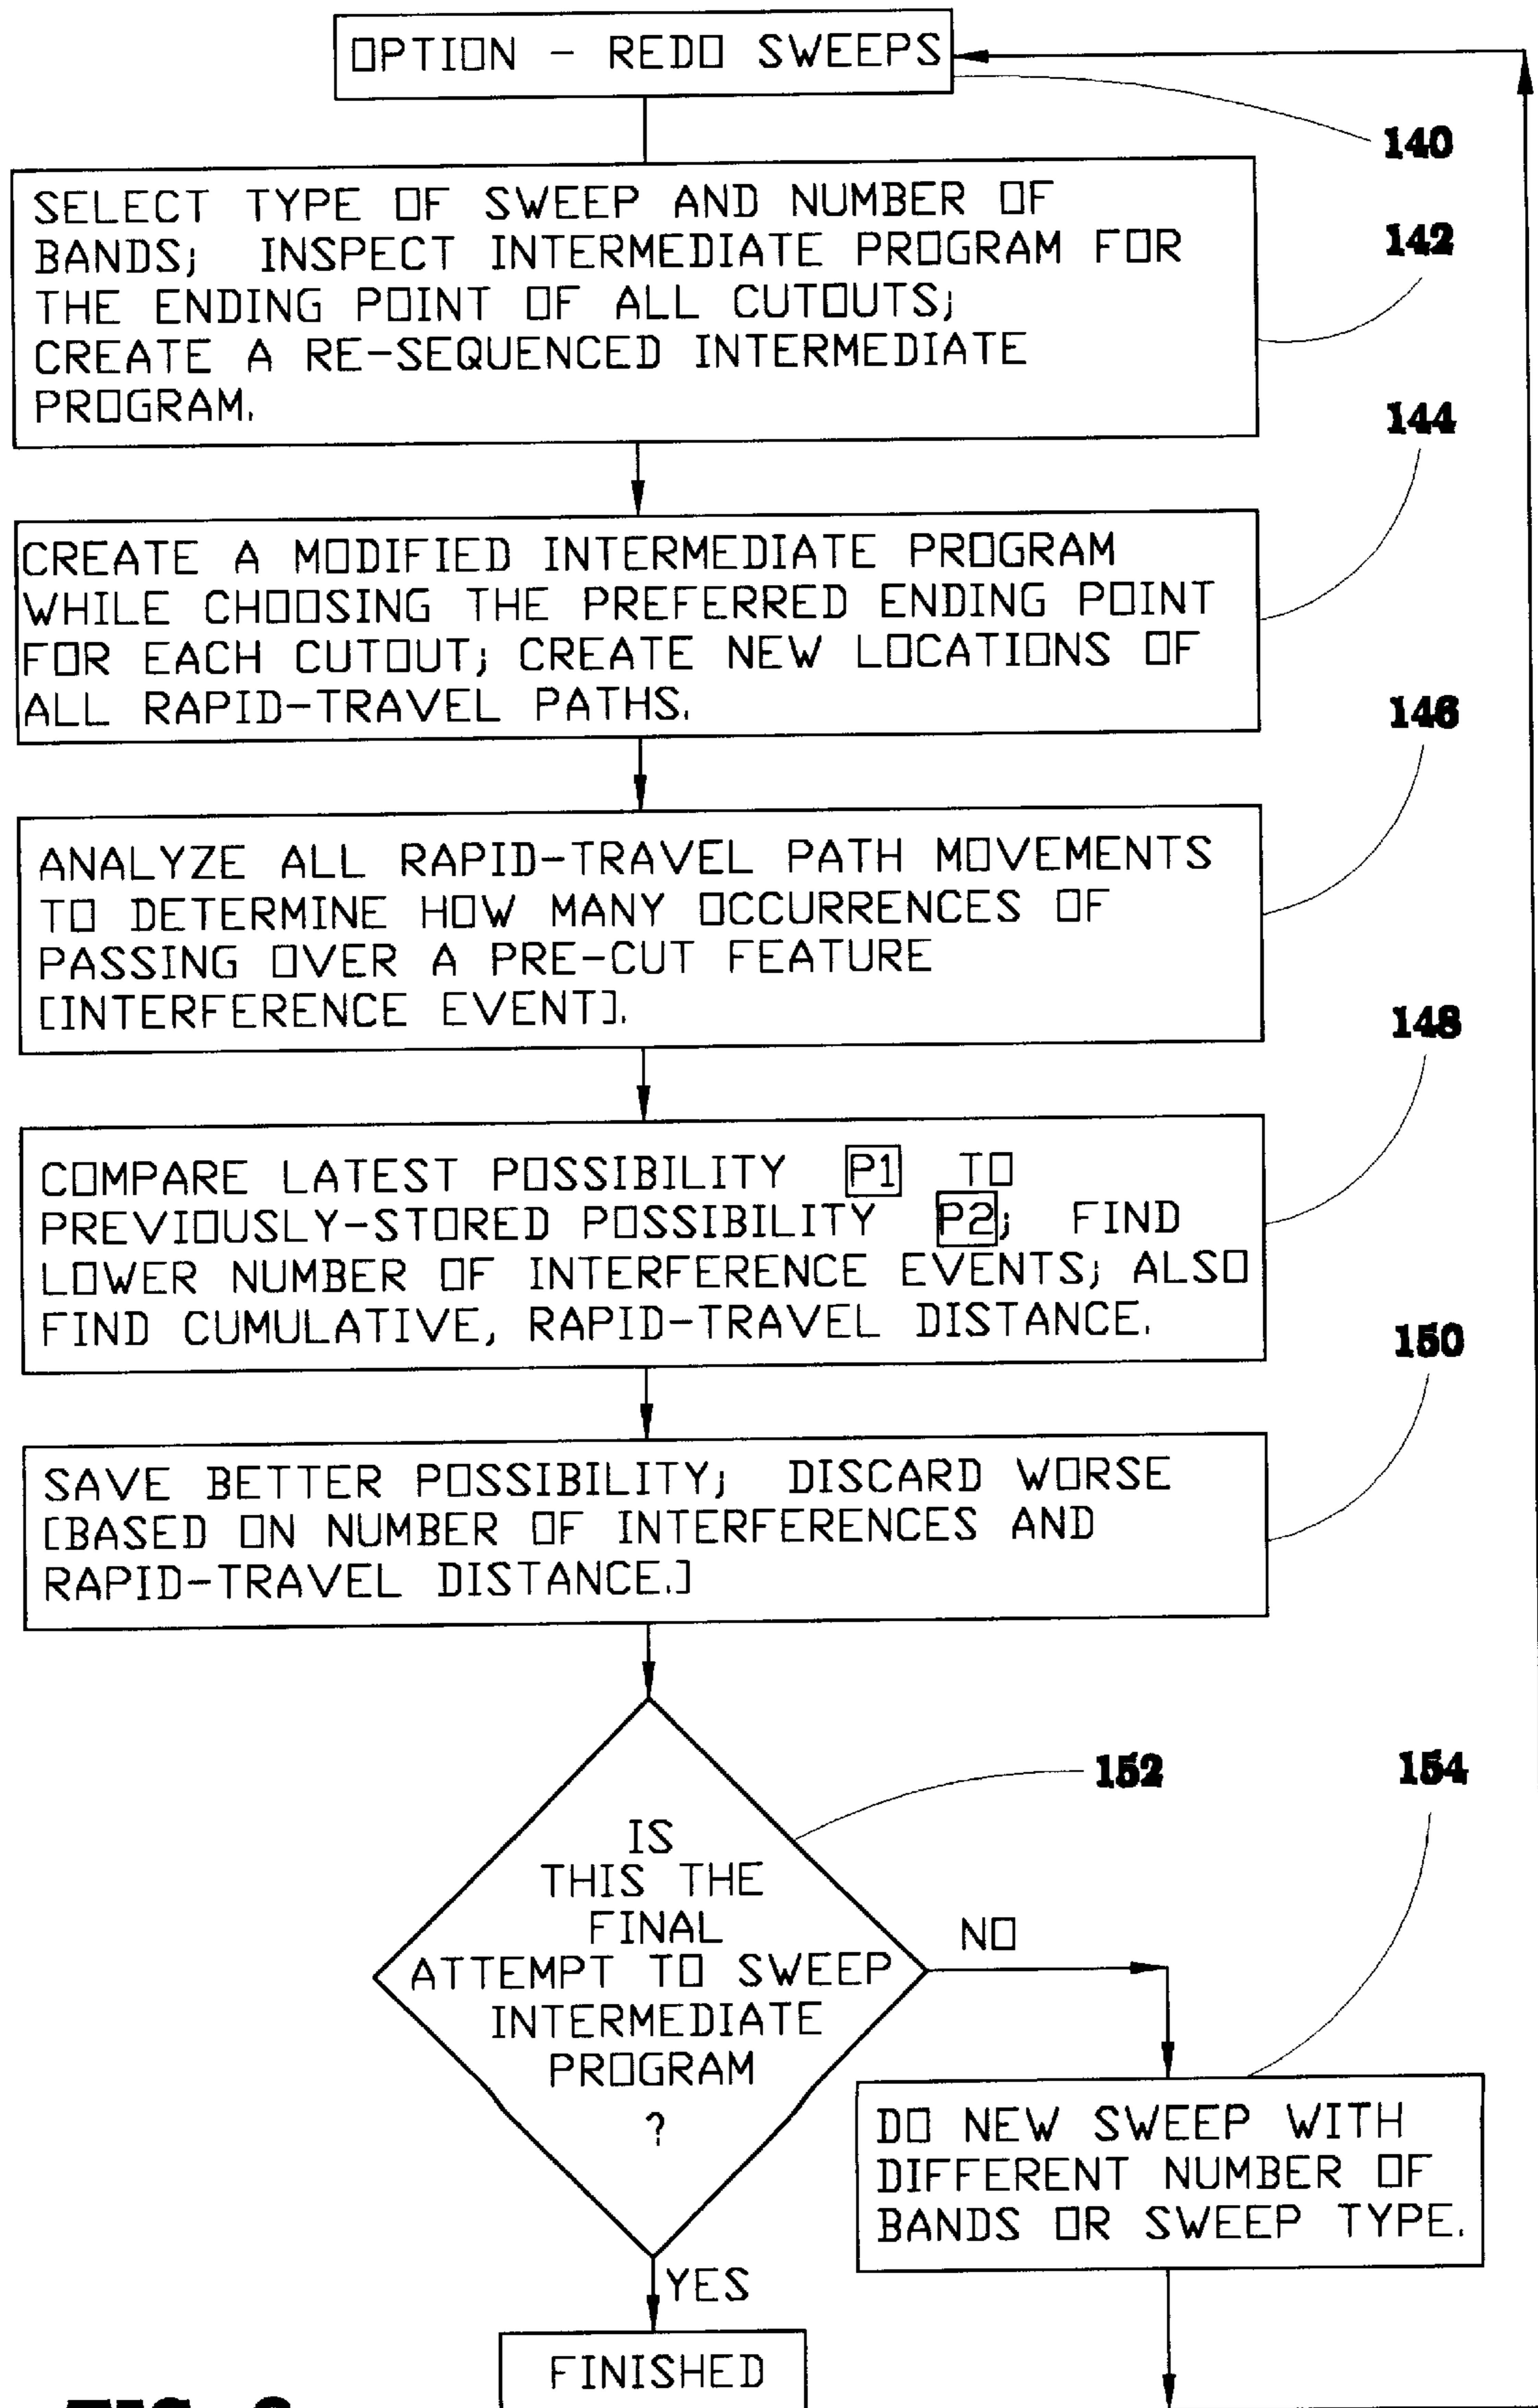 OPTION - REDO SWEEPS
140
SELECT TYPE OF SWEEP AND NUMBER OF
BANDS; INSPECT INTERMEDIATE PROGRAM FOR
THE ENDING POINT OF ALL CUTOUTS;
CREATE A RE-SEQUENCED INTERMEDIATE
PROGRAM.
142
CREATE A MODIFIED INTERMEDIATE PROGRAM
WHILE CHOOSING THE PREFERRED ENDING POINT
FOR EACH CUTOUT; CREATE NEW LOCATIONS OF
ALL RAPID-TRAVEL PATHS.
144
ANALYZE ALL RAPID-TRAVEL PATH MOVEMENTS
TO DETERMINE HOW MANY OCCURRENCES OF
PASSING OVER A PRE-CUT FEATURE
[INTERFERENCE EVENT].
146
COMPARE LATEST POSSIBILITY P1 TO
PREVIOUSLY-STORED POSSIBILITY P2; FIND
LOWER NUMBER OF INTERFERENCE EVENTS; ALSO
FIND CUMULATIVE, RAPID-TRAVEL DISTANCE.
148
SAVE BETTER POSSIBILITY; DISCARD WORSE
[BASED ON NUMBER OF INTERFERENCES AND
RAPID-TRAVEL DISTANCE.]
150
IS
THIS THE
FINAL
ATTEMPT TO SWEEP
INTERMEDIATE
PROGRAM
?
152
NO
154
DO NEW SWEEP WITH
DIFFERENT NUMBER OF
BANDS OR SWEEP TYPE.
YES
FINISHED